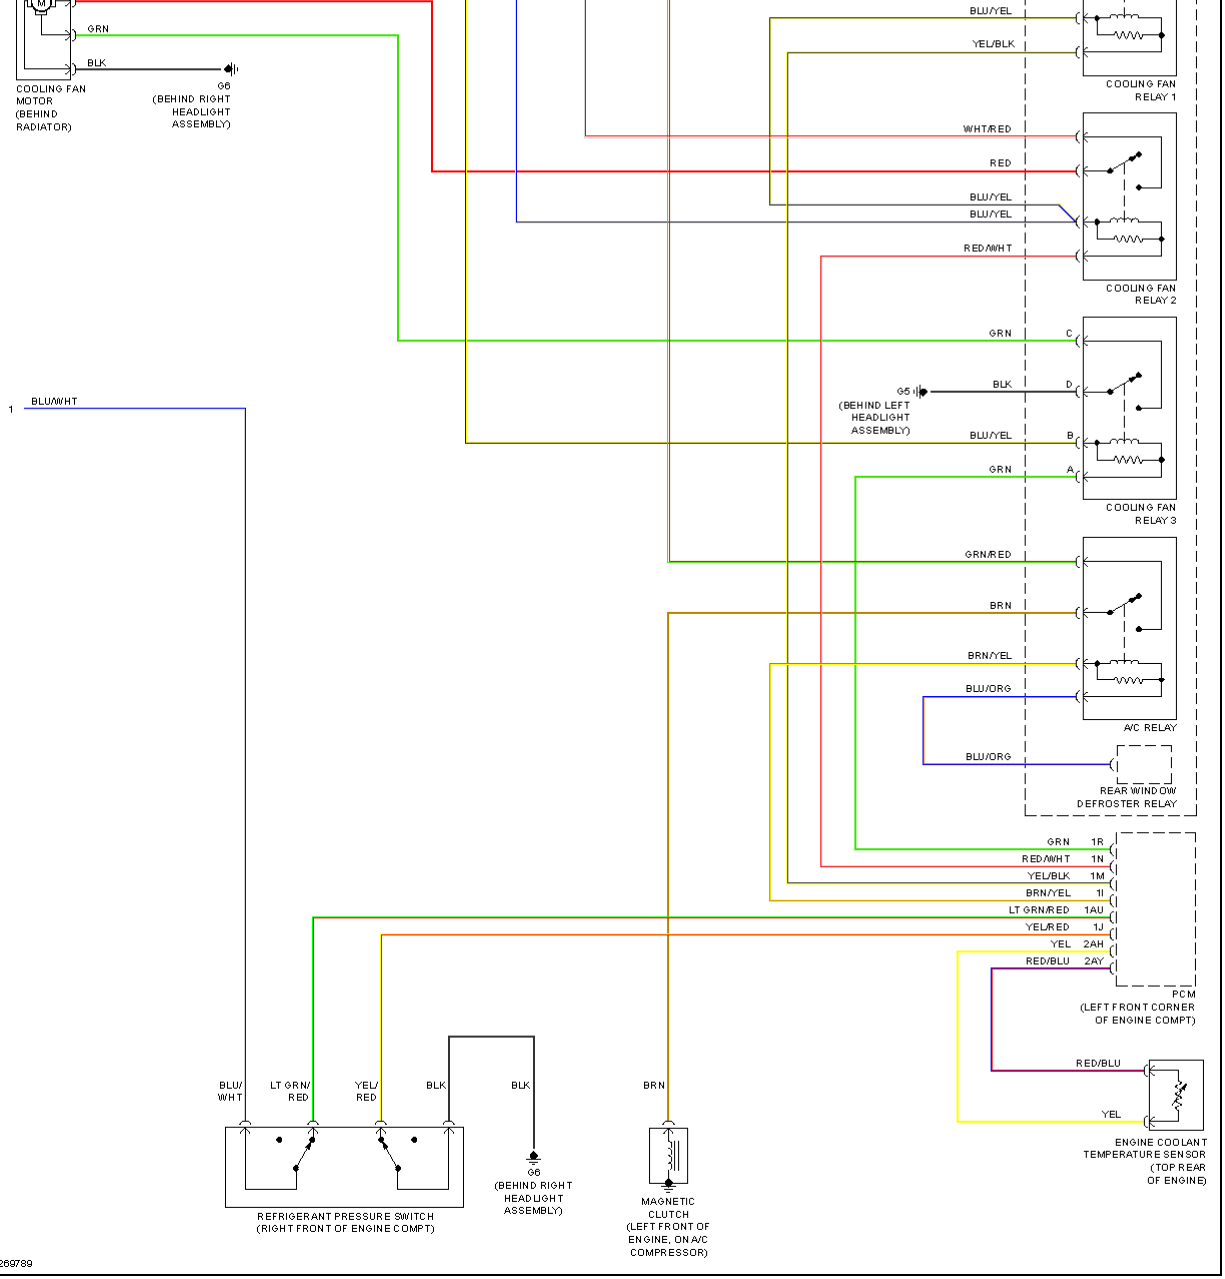 M
GRN
BLK
COOLING FAN
MOTOR
(BEHIND
RADIATOR)
G6
(BEHIND RIGHT
HEADLIGHT
ASSEMBLY)
BLU/YEL
YEL/BLK
COOLING FAN
RELAY 1
WHT/RED
RED
BLU/YEL
BLU/YEL
RED/WHT
COOLING FAN
RELAY 2
GRN C
G5
BLK D
(BEHIND LEFT
HEADLIGHT
ASSEMBLY)
BLU/YEL B
GRN A
COOLING FAN
RELAY 3
1 BLU/WHT
GRN/RED
BRN
BRN/YEL
BLU/ORG
A/C RELAY
BLU/ORG
REAR WINDOW
DEFROSTER RELAY
GRN 1R
RED/WHT 1N
YEL/BLK 1M
BRN/YEL 1I
LT GRN/RED 1AU
YEL/RED 1J
YEL 2AH
RED/BLU 2AY
PCM
(LEFT FRONT CORNER
OF ENGINE COMPT)
RED/BLU
YEL
ENGINE COOLANT
TEMPERATURE SENSOR
(TOP REAR
OF ENGINE)
BLU/
WHT
LT GRN/
RED
YEL/
RED
BLK
BLK
BRN
G6
(BEHIND RIGHT
HEADLIGHT
ASSEMBLY)
REFRIGERANT PRESSURE SWITCH
(RIGHT FRONT OF ENGINE COMPT)
MAGNETIC
CLUTCH
(LEFT FRONT OF
ENGINE, ON A/C
COMPRESSOR)
269789